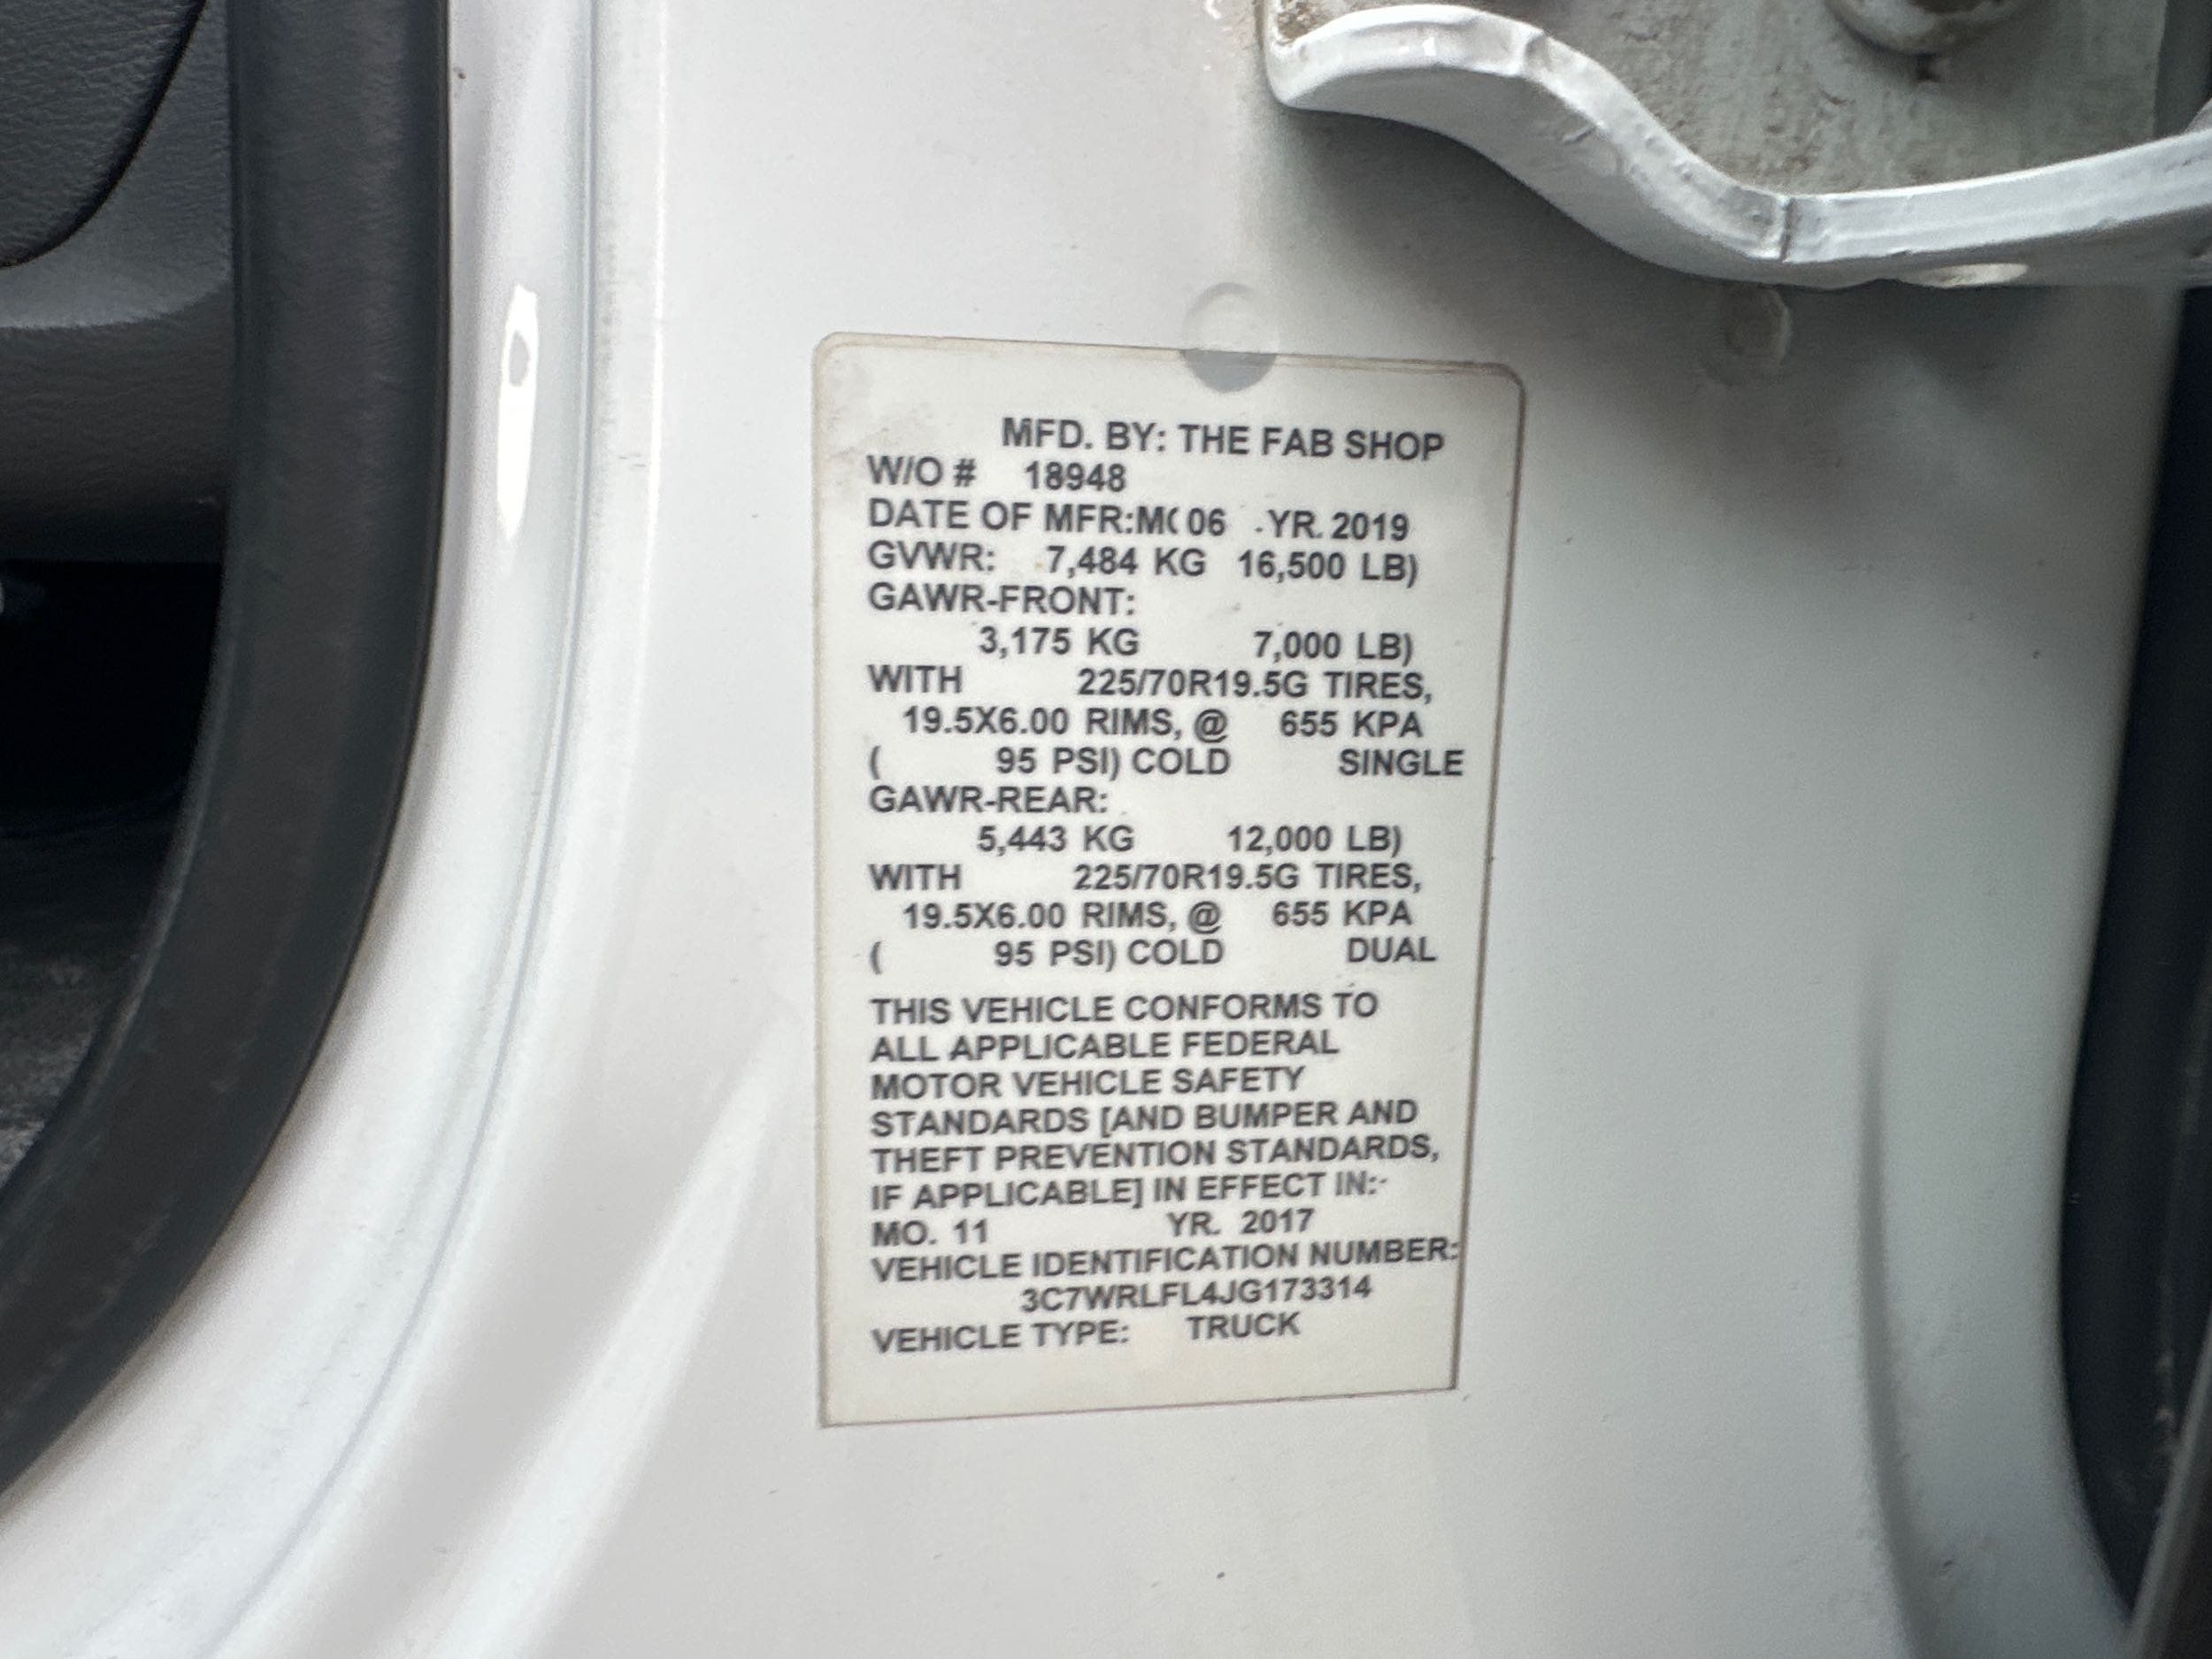 MFD. BY: THE FAB SHOP
W/O # 18948
DATE OF MFR:M( 06 .YR. 2019
GVWR: 7,484 KG 16,500 LB)
GAWR-FRONT:
3,175 KG 7,000 LB)
WITH 225/70R19.5G TIRES,
19.5X6.00 RIMS, @ 655 KPA
( 95 PSI) COLD SINGLE
GAWR-REAR:
5,443 KG 12,000 LB)
WITH 225/70R19.5G TIRES,
19.5X6.00 RIMS, @ 655 KPA
( 95 PSI) COLD DUAL
THIS VEHICLE CONFORMS TO
ALL APPLICABLE FEDERAL
MOTOR VEHICLE SAFETY
STANDARDS [AND BUMPER AND
THEFT PREVENTION STANDARDS,
IF APPLICABLE] IN EFFECT IN:
MO. 11 YR. 2017
VEHICLE IDENTIFICATION NUMBER:
3C7WRLFL4JG173314
VEHICLE TYPE: TRUCK